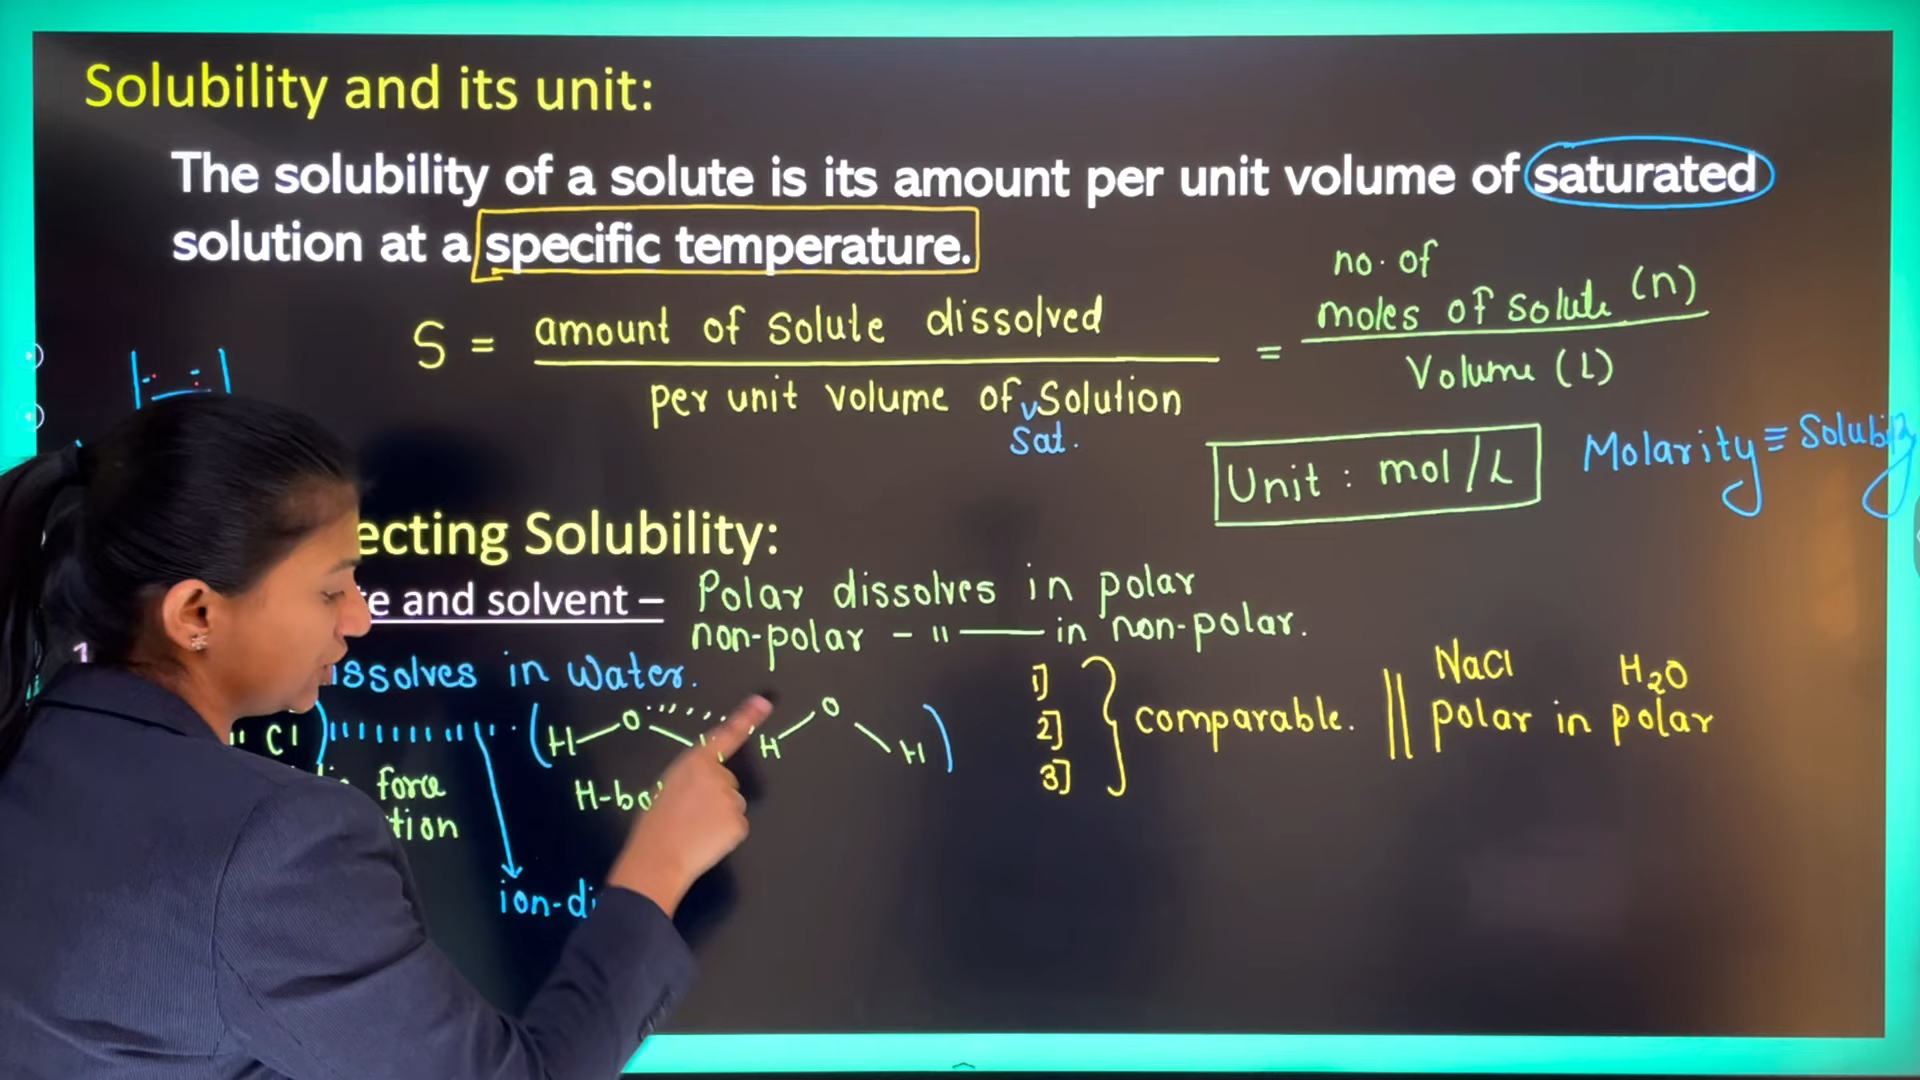 Solubility and its unit:
The solubility of a solute is its amount per unit volume of saturated
solution at a specific temperature.
S = amount of solute dissolved
per unit volume of solution
sat.
= no. of
moles of solute (n)
Volume (L)
Unit : mol/L
Molarity ≡
ecting Solubility:
e and solvent –
Polar dissolves in polar
non-polar – " —— in non-polar.
issolves in water.
Cl
H O H O H
force
tion
1]
2]
3]
comparable.
NaCl H₂O
polar in polar